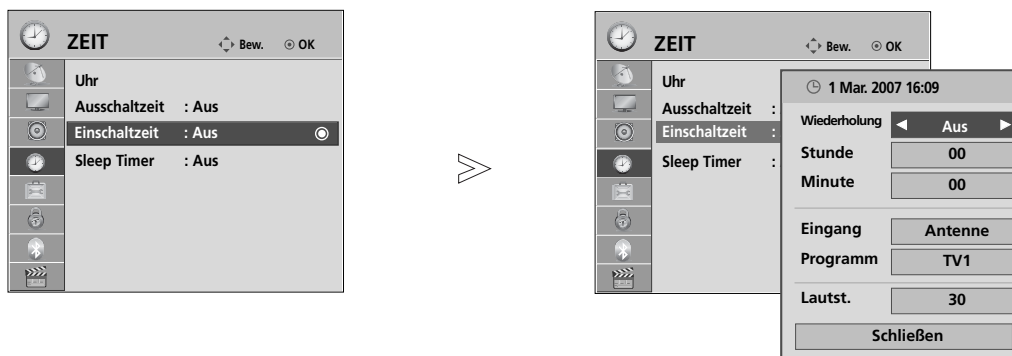 ZEIT Bew. OK
Uhr
Ausschaltzeit : Aus
Einschaltzeit : Aus
Sleep Timer : Aus
ZEIT Bew. OK
Uhr
Ausschaltzeit :
Einschaltzeit :
Sleep Timer :
1 Mar. 2007 16:09
Wiederholung Aus
Stunde 00
Minute 00
Eingang Antenne
Programm TV1
Lautst. 30
Schließen